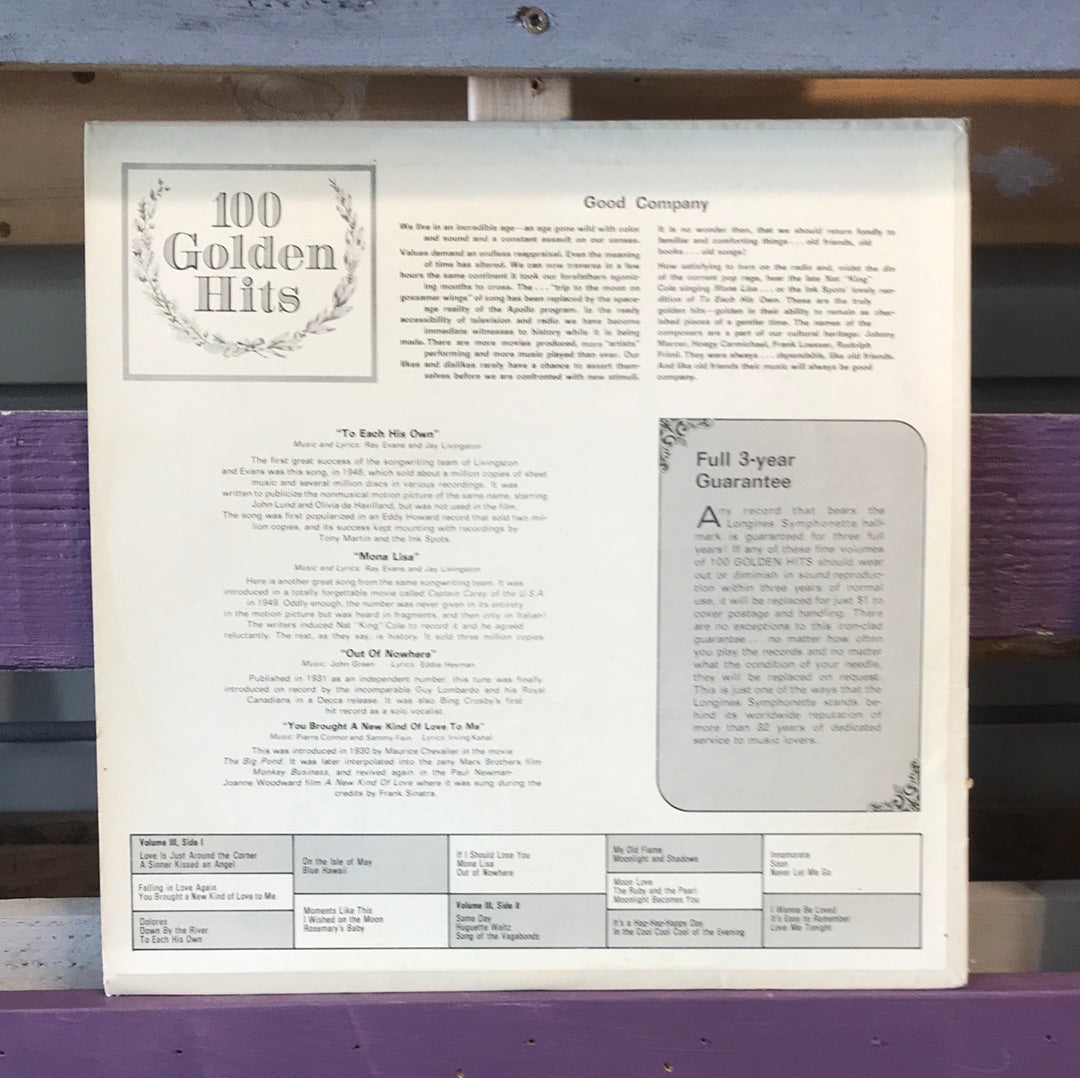 100
Golden
Hits
Good Company
We live in an incredible age—an age gone wild with color
and sound and a constant assault on our senses.
Values demand an endless reappraisal. Even the meaning
of time has altered. We can now traverse in a few
hours the same continent it took our forefathers agoniz-
ing months to cross. The . . . "trip to the moon on
gossamer wings" of song has been replaced by the space-
age reality of the Apollo program. In the ready
accessibility of television and radio we have become
immediate witnesses to history while it is being
made. There are more movies produced, more "artists"
performing and more music played than ever. Our
likes and dislikes rarely have a chance to assert them-
selves before we are confronted with new stimuli.
It is no wonder then, that we should return fondly to
familiar and comforting things . . . old friends, old
books . . . old songs!
How satisfying to turn on the radio and, midst the din
of the current pop rage, hear the late Nat "King"
Cole singing Mona Lisa . . . or the Ink Spots' lovely ren-
dition of To Each His Own. These are the truly
golden hits—golden in their ability to remain as cher-
ished pieces of a gentler time. The names of the
composers are a part of our cultural heritage: Johnny
Mercer, Hoagy Carmichael, Frank Loesser, Rudolph
Friml. They were always . . . dependable, like old friends.
And like old friends their music will always be good
company.
"To Each His Own"
Music and Lyrics: Ray Evans and Jay Livingston
The first great success of the songwriting team of Livingston
and Evans was this song, in 1946, which sold about a million copies of sheet
music and several million discs in various recordings. It was
written to publicize the nonmusical motion picture of the same name, starring
John Lund and Olivia de Havilland, but was not used in the film.
The song was first popularized in an Eddy Howard record that sold two mil-
lion copies, and its success kept mounting with recordings by
Tony Martin and the Ink Spots.
"Mona Lisa"
Music and Lyrics: Ray Evans and Jay Livingston
Here is another great song from the same songwriting team. It was
introduced in a totally forgettable movie called Captain Carey of the U.S.A.
in 1949. Oddly enough, the number was never given in its entirety
in the motion picture but was heard in fragments, and then only in Italian!
The writers induced Nat "King" Cole to record it and he agreed
reluctantly. The rest, as they say, is history. It sold three million copies.
"Out Of Nowhere"
Music: John Green Lyrics: Eddie Heyman
Published in 1931 as an independent number, this tune was finally
introduced on record by the incomparable Guy Lombardo and his Royal
Canadians in a Decca release. It was also Bing Crosby's first
hit record as a solo vocalist.
"You Brought A New Kind Of Love To Me"
Music: Pierre Connor and Sammy Fain Lyrics: Irving Kahal
This was introduced in 1930 by Maurice Chevalier in the movie
The Big Pond. It was later interpolated into the zany Marx Brothers film
Monkey Business, and revived again in the Paul Newman-
Joanne Woodward film A New Kind Of Love where it was sung during the
credits by Frank Sinatra.
Full 3-year
Guarantee
Any record that bears the
Longines Symphonette hall-
mark is guaranteed for three full
years! If any of these fine volumes
of 100 GOLDEN HITS should wear
out or diminish in sound reproduc-
tion within three years of normal
use, it will be replaced for just $1 to
cover postage and handling. There
are no exceptions to this iron-clad
guarantee . . . no matter how often
you play the records and no matter
what the condition of your needle,
they will be replaced on request.
This is just one of the ways that the
Longines Symphonette stands be-
hind its worldwide reputation of
more than 32 years of dedicated
service to music lovers.
Volume III, Side I
Love Is Just Around the Corner
A Sinner Kissed an Angel
Falling in Love Again
You Brought a New Kind of Love to Me
Dolores
Down By the River
To Each His Own
On the Isle of May
Blue Hawaii
Moments Like This
I Wished on the Moon
Rosemary's Baby
If I Should Lose You
Mona Lisa
Out of Nowhere
Volume III, Side II
Some Day
Huguette Waltz
Song of the Vagabonds
My Old Flame
Moonlight and Shadows
Moon Love
The Ruby and the Pearl
Moonlight Becomes You
It's a Hap-Hap-Happy Day
In the Cool Cool Cool of the Evening
Innamorata
Soon
Never Let Me Go
I Wanna Be Loved
It's Easy to Remember
Love Me Tonight